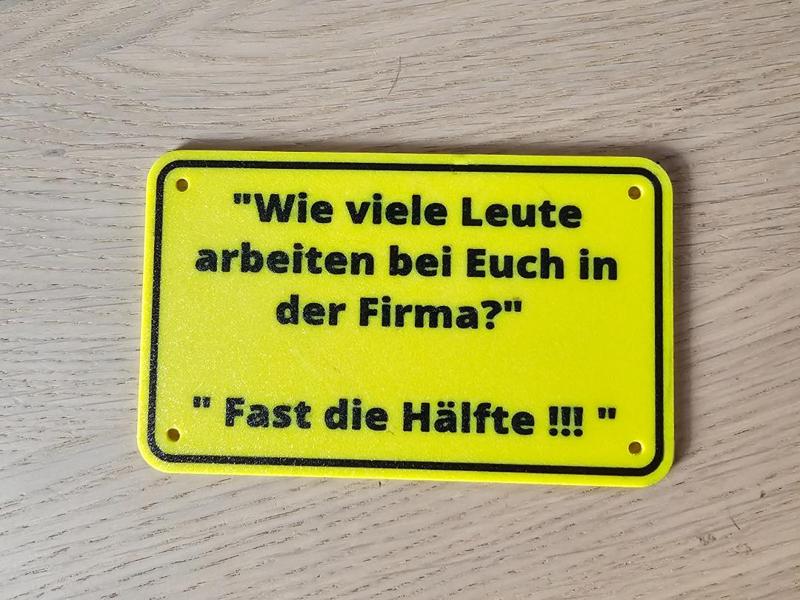 "Wie viele Leute
arbeiten bei Euch in
der Firma?"
" Fast die Hälfte !!! "